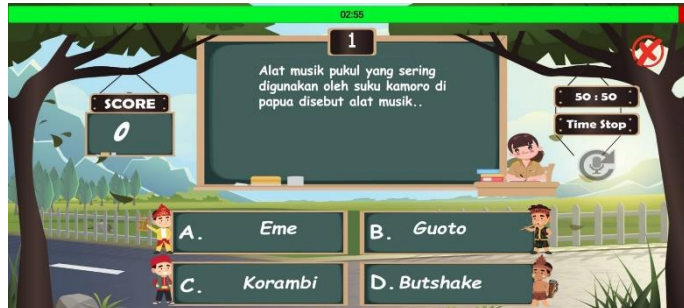 02:55
1
Alat musik pukul yang sering
digunakan oleh suku kamoro di
papua disebut alat musik..
SCORE
0
50 : 50
Time Stop
A. Eme
B. Guoto
C. Korambi
D. Butshake